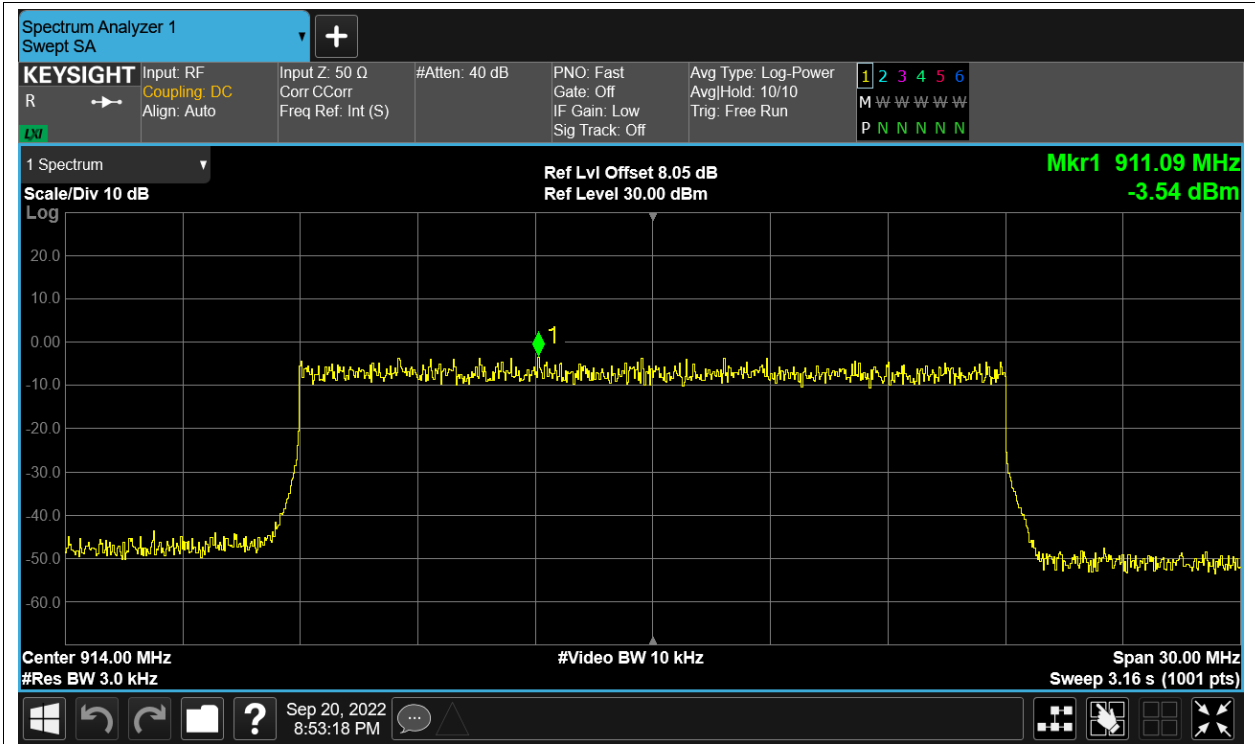 Spectrum Analyzer 1
Swept SA
+
KEYSIGHT
R
LXI
Input: RF
Coupling: DC
Align: Auto
Input Z: 50 Ω
Corr CCorr
Freq Ref: Int (S)
#Atten: 40 dB
PNO: Fast
Gate: Off
IF Gain: Low
Sig Track: Off
Avg Type: Log-Power
Avg|Hold: 10/10
Trig: Free Run
1 2 3 4 5 6
M W W W W W
P N N N N N
1 Spectrum
Scale/Div 10 dB
Log
Ref Lvl Offset 8.05 dB
Ref Level 30.00 dBm
Mkr1 911.09 MHz
-3.54 dBm
20.0
10.0
0.00
-10.0
-20.0
-30.0
-40.0
-50.0
-60.0
1
Center 914.00 MHz
#Res BW 3.0 kHz
#Video BW 10 kHz
Span 30.00 MHz
Sweep 3.16 s (1001 pts)
?
Sep 20, 2022
8:53:18 PM